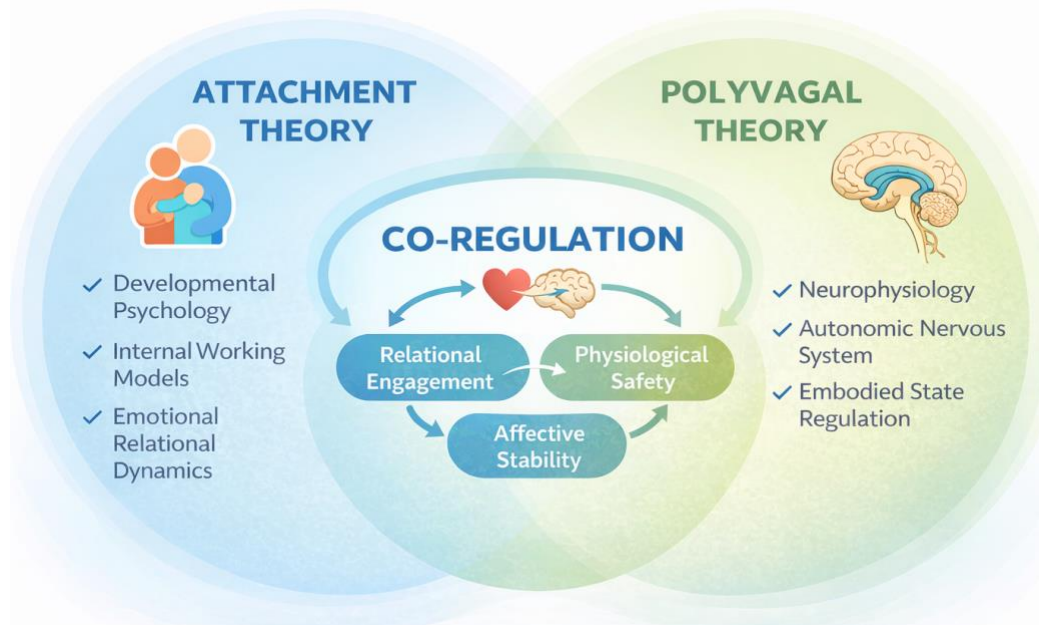 ATTACHMENT
THEORY
Developmental
Psychology
Internal Working
Models
Emotional
Relational
Dynamics
CO-REGULATION
Relational
Engagement
Physiological
Safety
Affective
Stability
POLYVAGAL
THEORY
Neurophysiology
Autonomic Nervous
System
Embodied State
Regulation